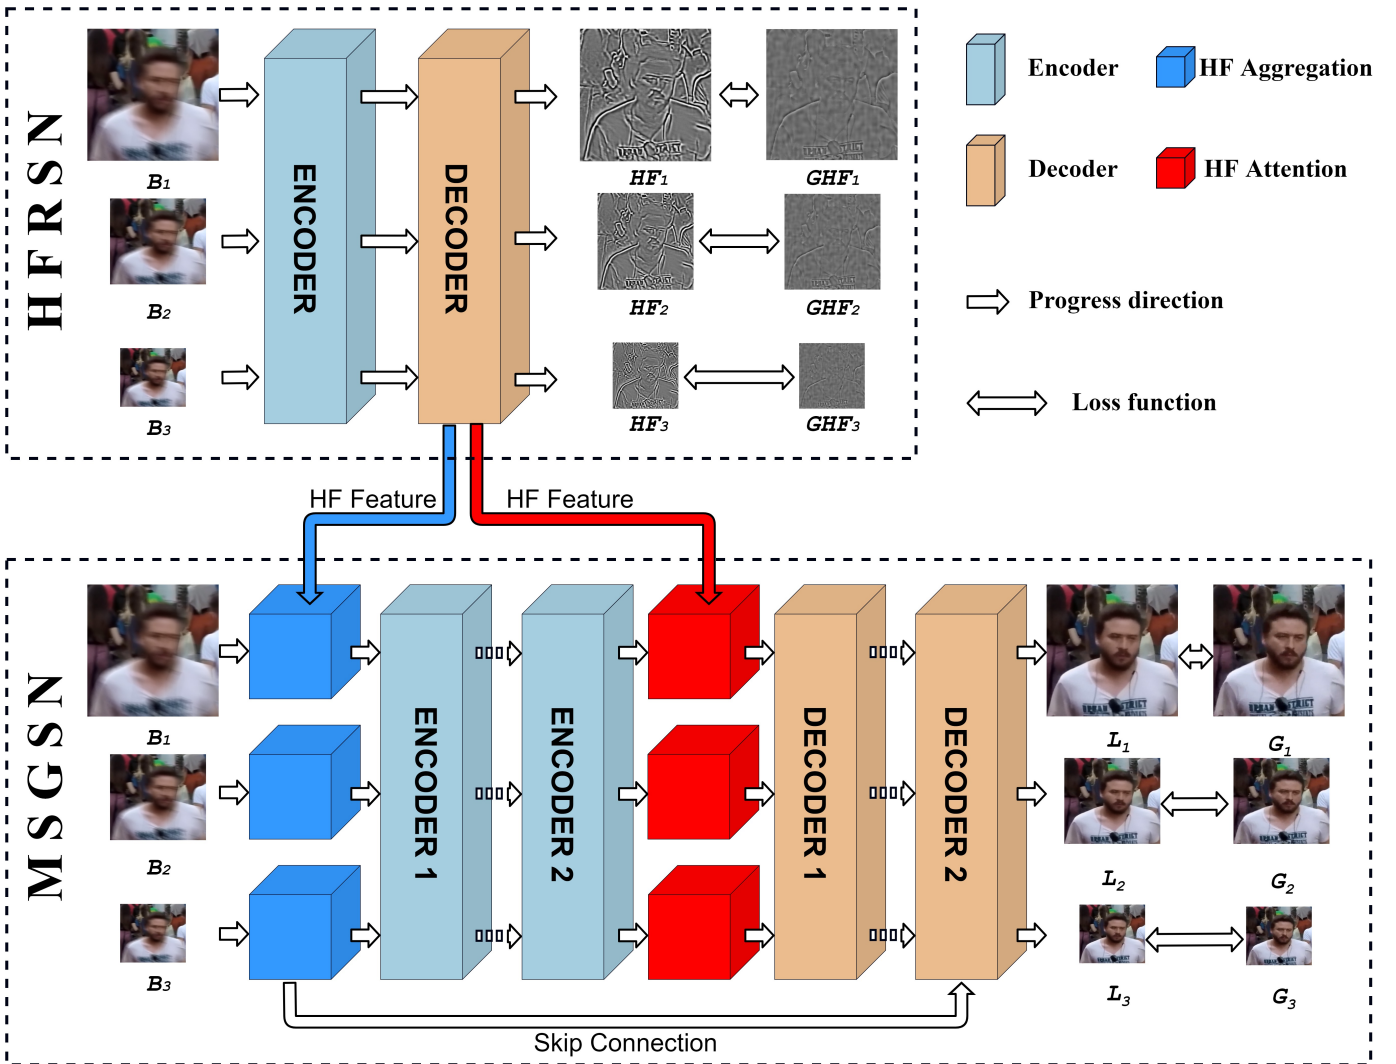 HFRSN
B1
B2
B3
ENCODER
DECODER
HF1
GHF1
HF2
GHF2
HF3
GHF3
Encoder
HF Aggregation
Decoder
HF Attention
Progress direction
Loss function
HF Feature
HF Feature
MSGSN
B1
B2
B3
ENCODER 1
ENCODER 2
DECODER 1
DECODER 2
L1
G1
L2
G2
L3
G3
Skip Connection